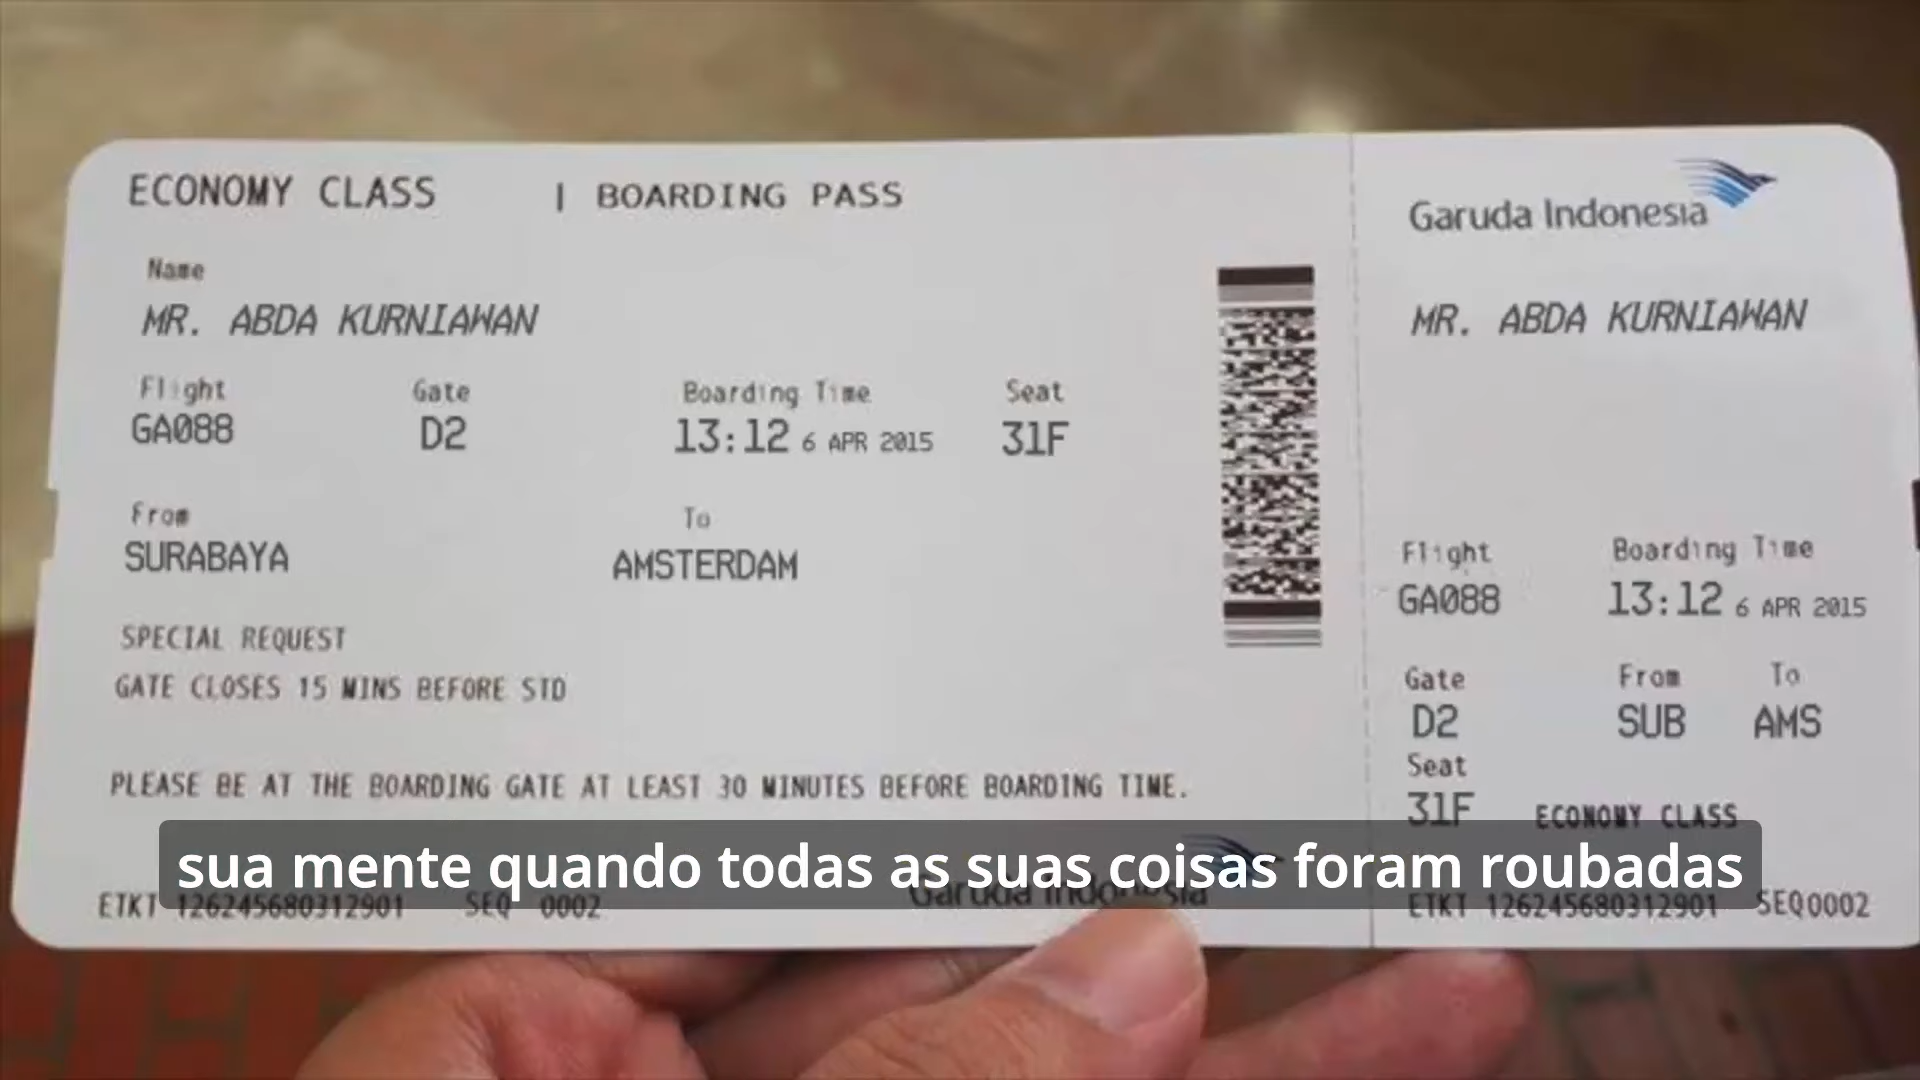 ECONOMY CLASS | BOARDING PASS
Name
MR. ABDA KURNIAWAN
Flight Gate Boarding Time Seat
GA088 D2 13:12 6 APR 2015 31F
From To
SURABAYA AMSTERDAM
SPECIAL REQUEST
GATE CLOSES 15 MINS BEFORE STD
PLEASE BE AT THE BOARDING GATE AT LEAST 30 MINUTES BEFORE BOARDING TIME.
ETKT 126245680312901 SEQ 0002
Garuda Indonesia
Garuda Indonesia
MR. ABDA KURNIAWAN
Flight Boarding Time
GA088 13:12 6 APR 2015
Gate From To
D2 SUB AMS
Seat
31F ECONOMY CLASS
ETKT 126245680312901 SEQ0002
sua mente quando todas as suas coisas foram roubadas